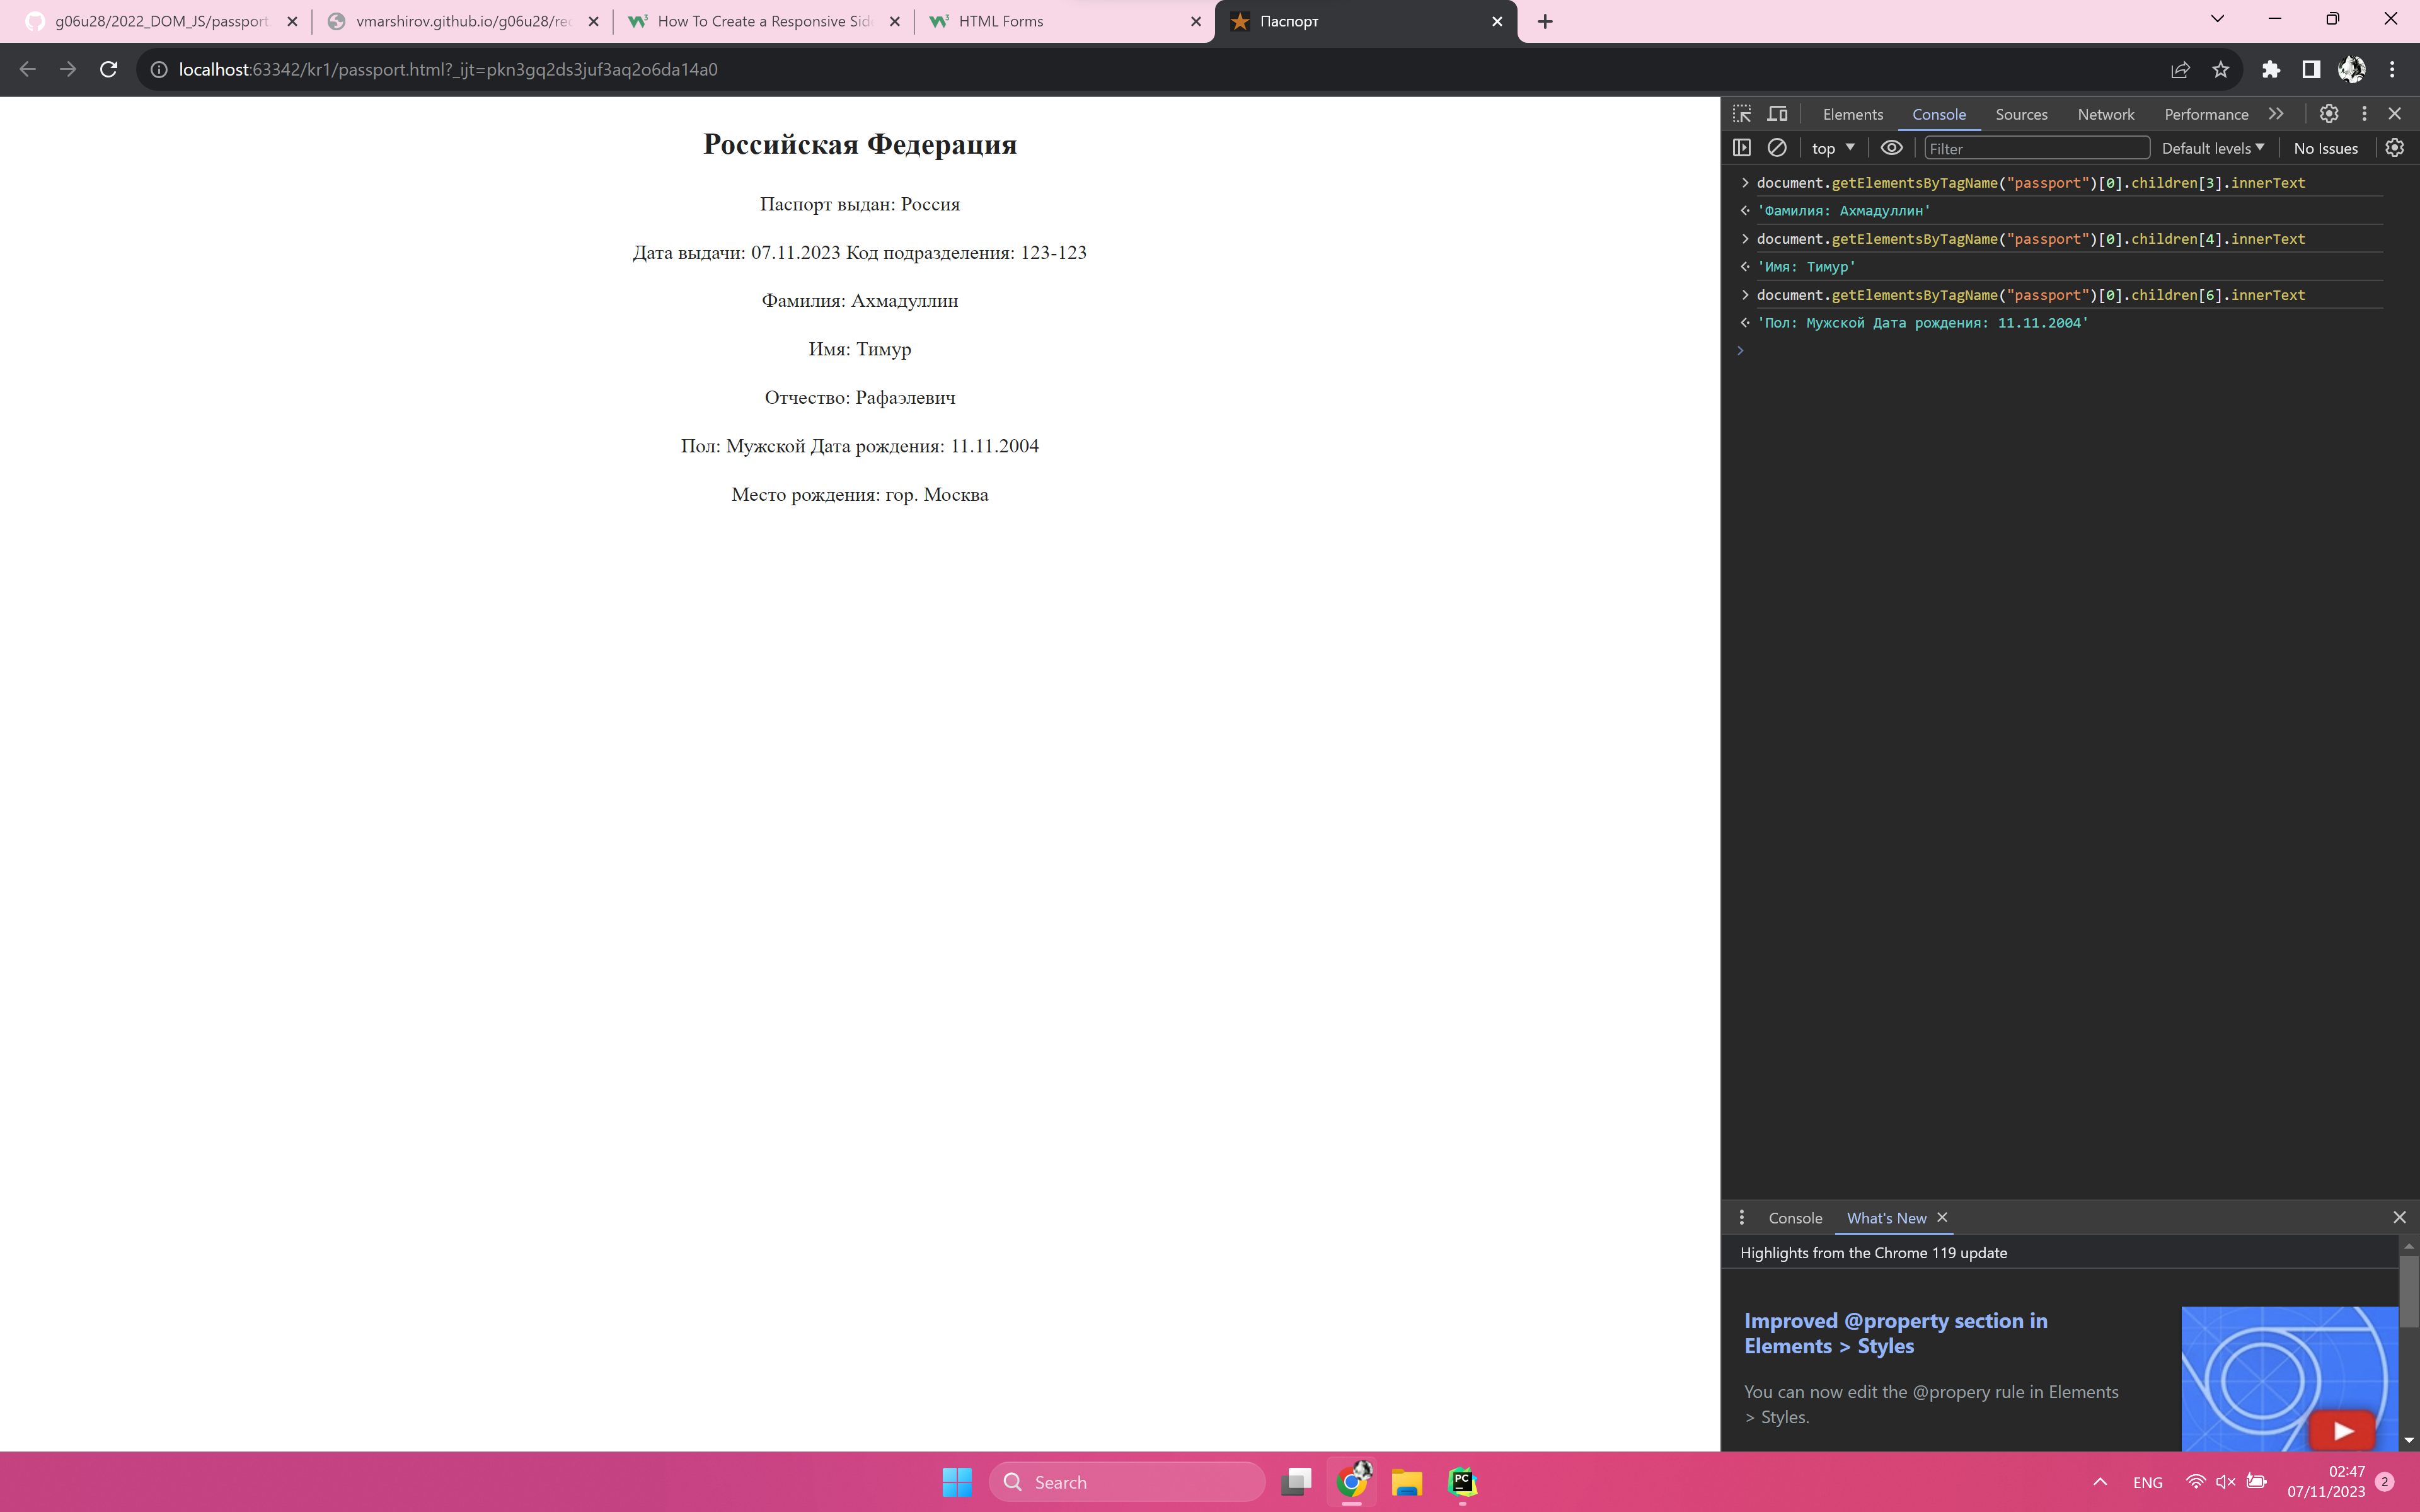 g06u28/2022_DOM_JS/passport
vmarshirov.github.io/g06u28/rec
How To Create a Responsive Side
HTML Forms
Паспорт
localhost:63342/kr1/passport.html?_ijt=pkn3gq2ds3juf3aq2o6da14a0
Российская Федерация
Паспорт выдан: Россия
Дата выдачи: 07.11.2023 Код подразделения: 123-123
Фамилия: Ахмадуллин
Имя: Тимур
Отчество: Рафаэлевич
Пол: Мужской Дата рождения: 11.11.2004
Место рождения: гор. Москва
Elements Console Sources Network Performance
top Filter Default levels No Issues
document.getElementsByTagName("passport")[0].children[3].innerText
'Фамилия: Ахмадуллин'
document.getElementsByTagName("passport")[0].children[4].innerText
'Имя: Тимур'
document.getElementsByTagName("passport")[0].children[6].innerText
'Пол: Мужской Дата рождения: 11.11.2004'
Console What's New
Highlights from the Chrome 119 update
Improved @property section in
Elements > Styles
You can now edit the @propery rule in Elements
> Styles.
Search
PC
ENG
02:47
07/11/2023
2